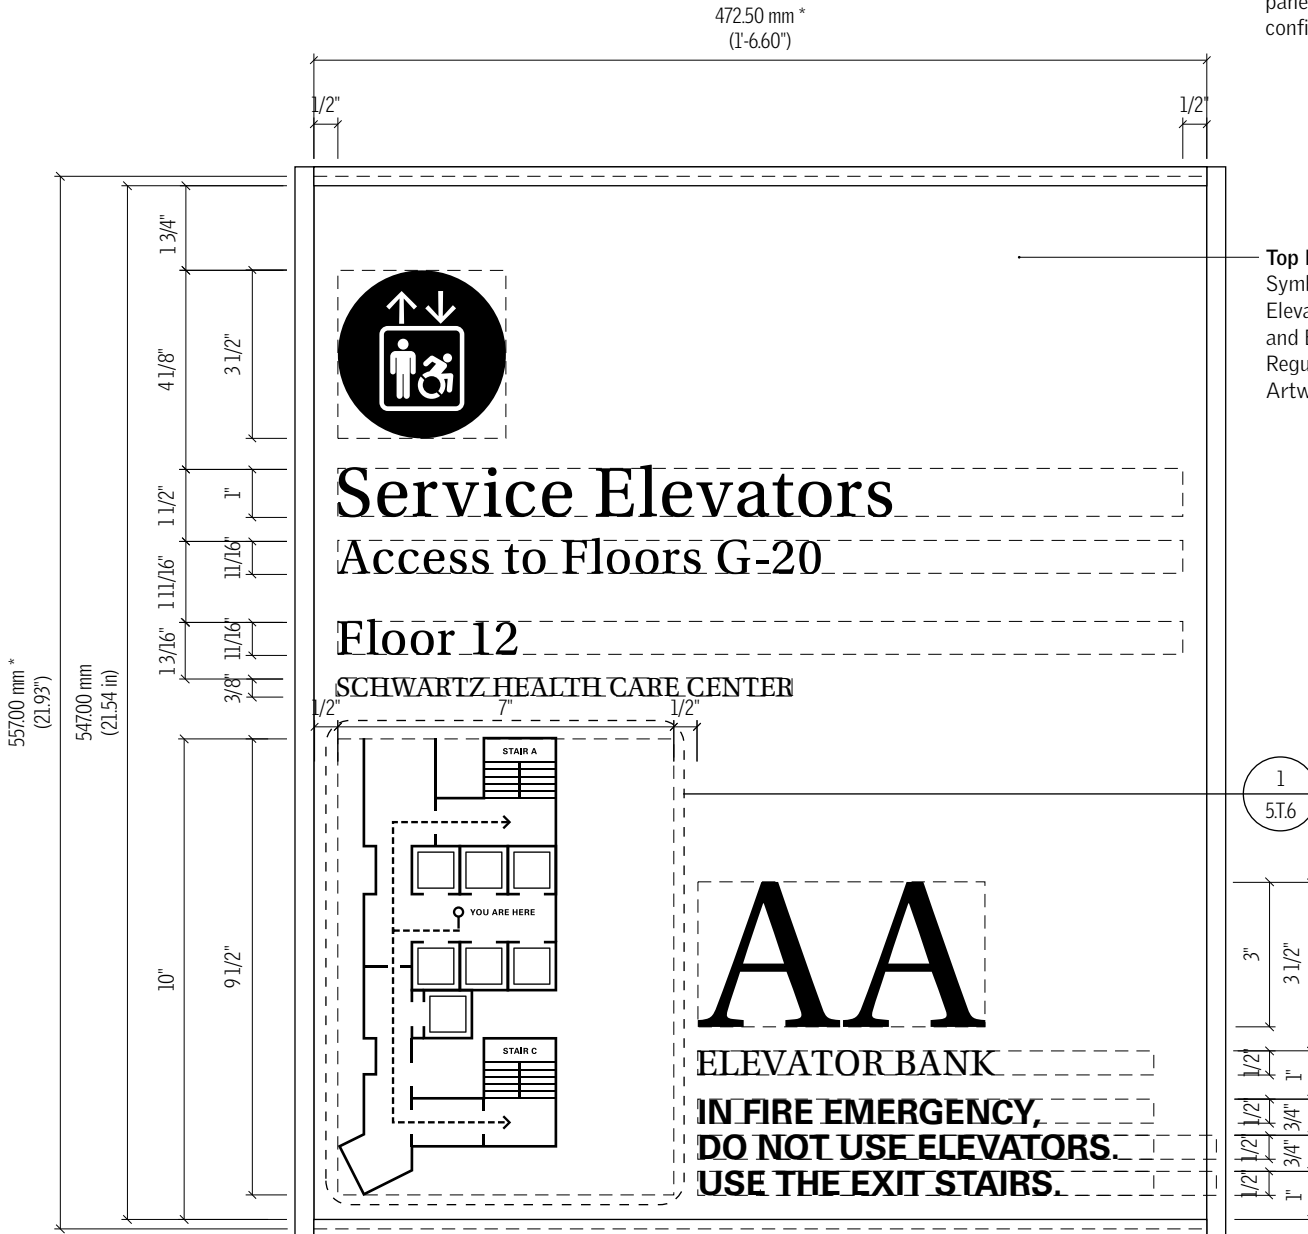 pane
confi
472.50 mm *
(1'-6.60")
1/2"
1/2"
1 3/4"
4 1/8"
3 1/2"
Top
Symb
Eleva
and
Regu
Artw
1 1/2"
1"
Service Elevators
1 11/16"
11/16"
Access to Floors G-20
1 3/16"
11/16"
Floor 12
3/8"
SCHWARTZ HEALTH CARE CENTER
557.00 mm *
(21.93")
547.00 mm
(21.54 in)
1/2"
7"
1/2"
10"
9 1/2"
STAIR A
YOU ARE HERE
STAIR C
1
5.T.6
AA
3"
3 1/2"
ELEVATOR BANK
1/2"
1"
IN FIRE EMERGENCY,
1/2"
3/4"
DO NOT USE ELEVATORS.
1/2"
3/4"
USE THE EXIT STAIRS.
1/2"
1"